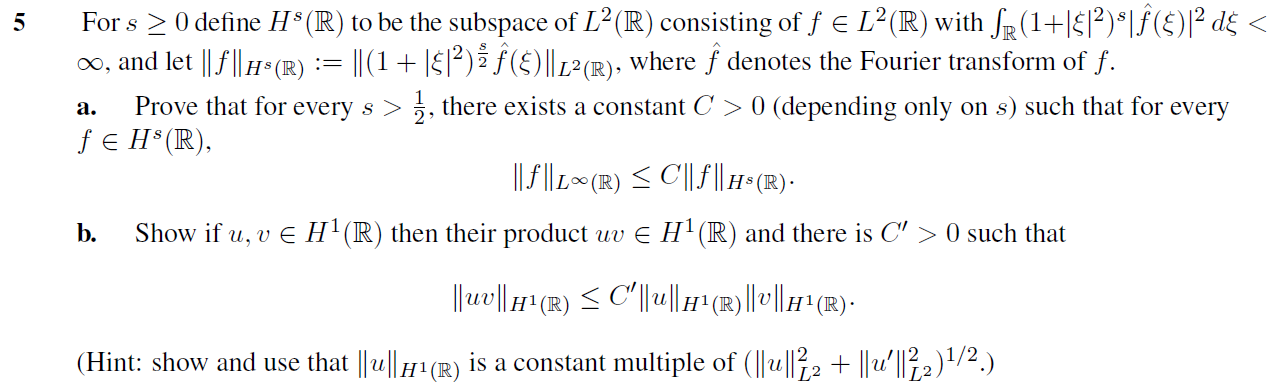 5 For $s \geq 0$ define $H^s(\mathbb{R})$ to be the subspace of $L^2(\mathbb{R})$ consisting of $f \in L^2(\mathbb{R})$ with $\int_{\mathbb{R}} (1+|\xi|^2)^s |\hat{f}(\xi)|^2 \, d\xi <$
$\infty$, and let $\|f\|_{H^s(\mathbb{R})} := \|(1+|\xi|^2)^{\frac{s}{2}} \hat{f}(\xi)\|_{L^2(\mathbb{R})}$, where $\hat{f}$ denotes the Fourier transform of $f$.
a. Prove that for every $s > \frac{1}{2}$, there exists a constant $C > 0$ (depending only on $s$) such that for every
$f \in H^s(\mathbb{R})$,
$\|f\|_{L^\infty(\mathbb{R})} \leq C \|f\|_{H^s(\mathbb{R})}.$
b. Show if $u, v \in H^1(\mathbb{R})$ then their product $uv \in H^1(\mathbb{R})$ and there is $C' > 0$ such that
$\|uv\|_{H^1(\mathbb{R})} \leq C' \|u\|_{H^1(\mathbb{R})} \|v\|_{H^1(\mathbb{R})}.$
(Hint: show and use that $\|u\|_{H^1(\mathbb{R})}$ is a constant multiple of $(\|u\|_{L^2}^2 + \|u'\|_{L^2}^2)^{1/2}$.)